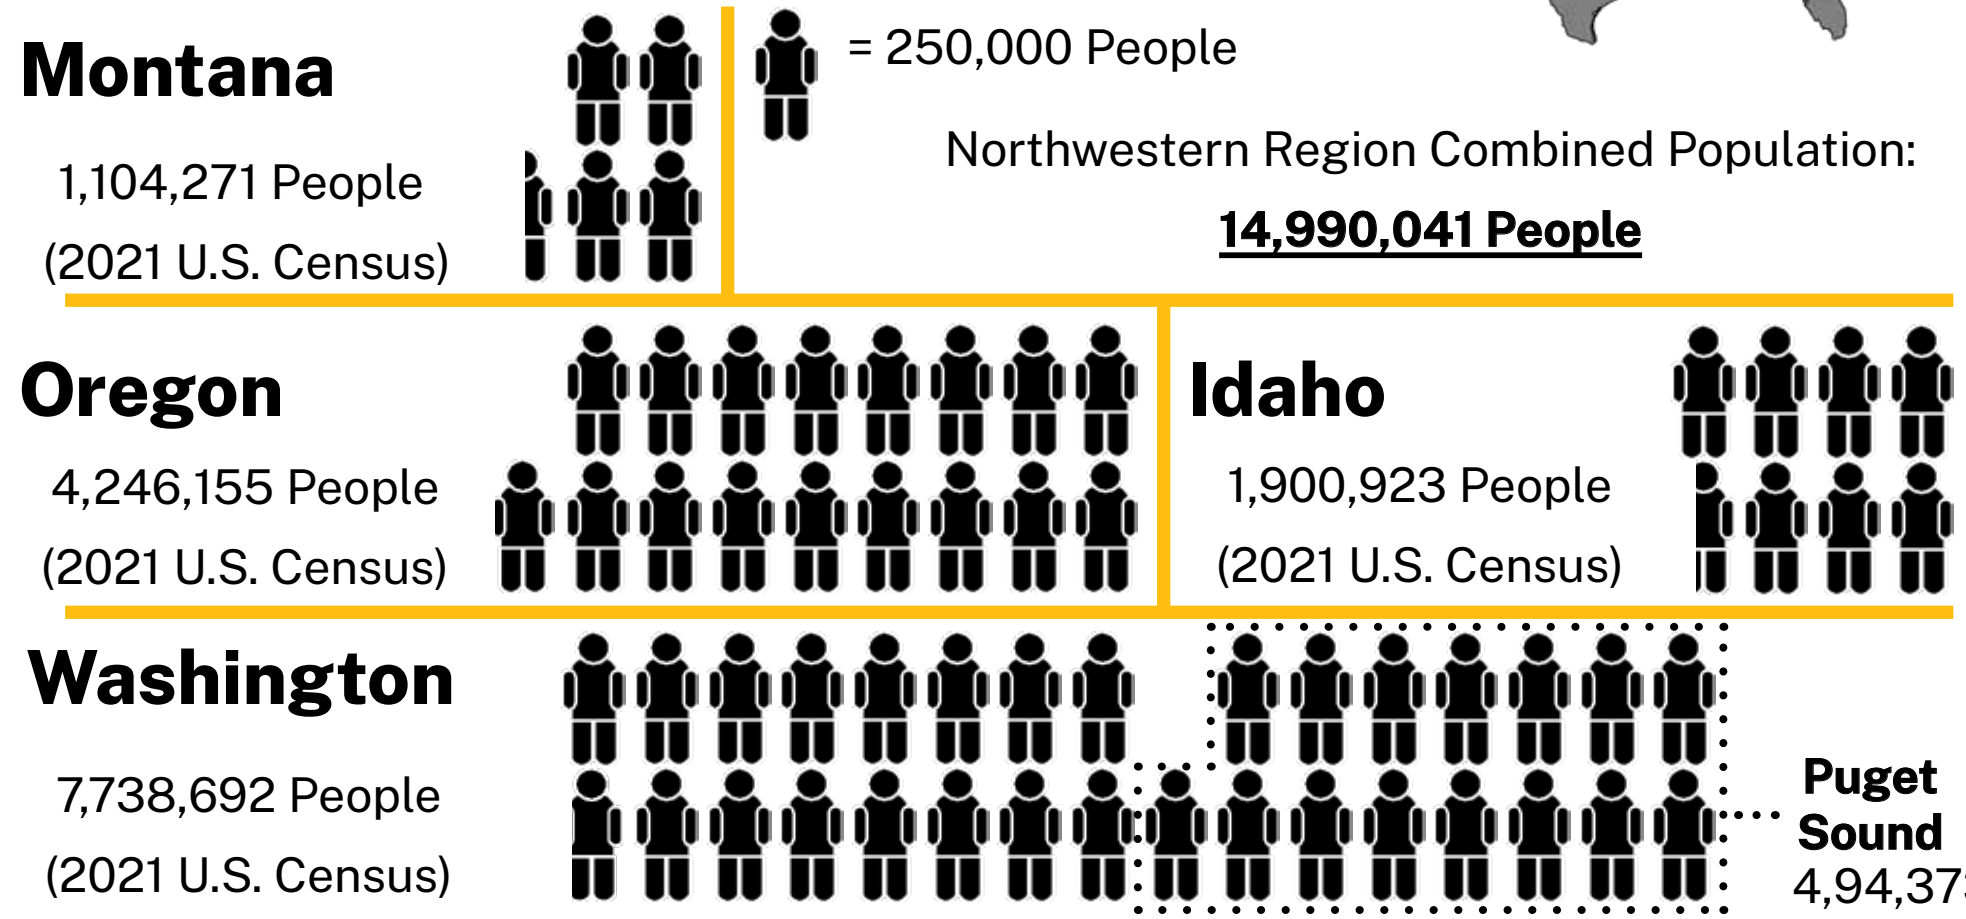 Montana
1,104,271 People
(2021 U.S. Census)
= 250,000 People
Northwestern Region Combined Population:
14,990,041 People
Oregon
4,246,155 People
(2021 U.S. Census)
Idaho
1,900,923 People
(2021 U.S. Census)
Washington
7,738,692 People
(2021 U.S. Census)
Puget
Sound